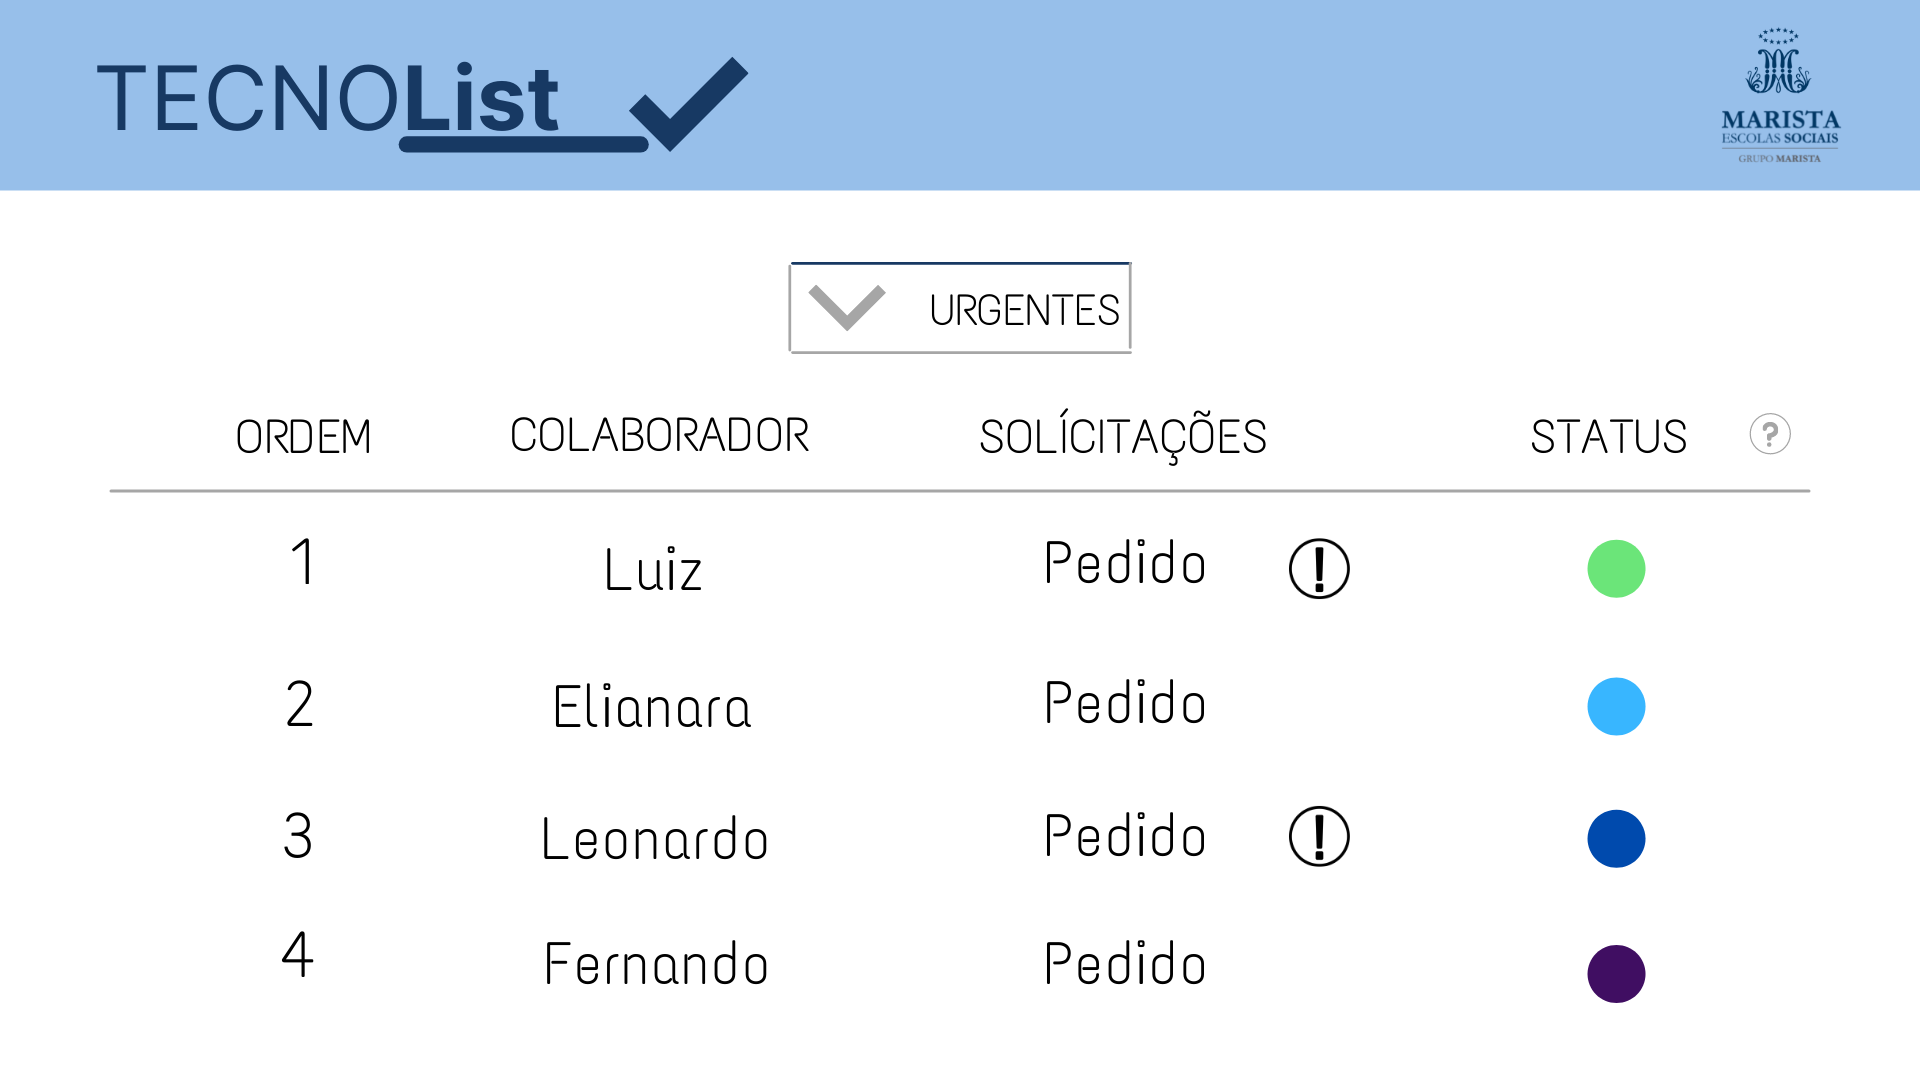 TECNOList
MARISTA
ESCOLAS SOCIAIS
GRUPO MARISTA
URGENTES
ORDEM COLABORADOR SOLÍCITAÇÕES STATUS ?
1 Luiz Pedido !
2 Elianara Pedido
3 Leonardo Pedido !
4 Fernando Pedido